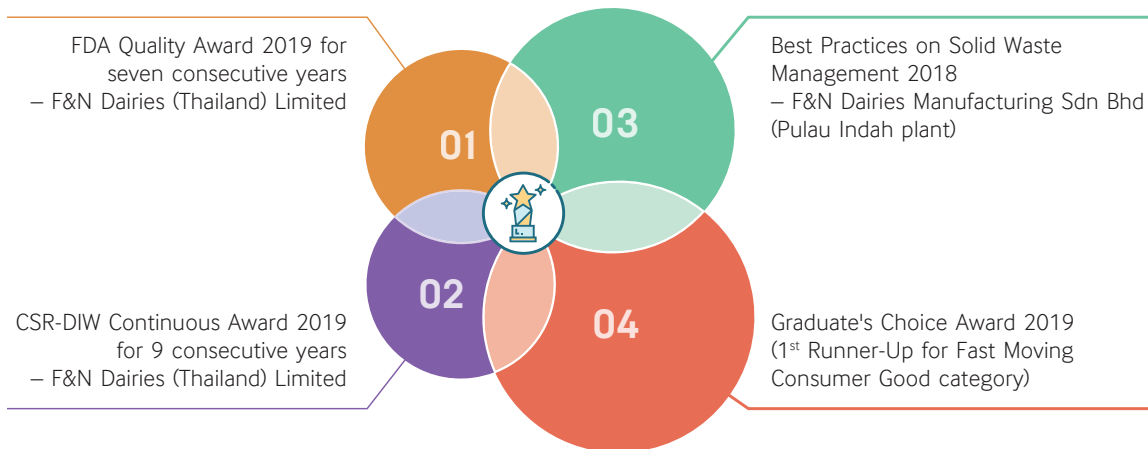 FDA Quality Award 2019 for
seven consecutive years
– F&N Dairies (Thailand) Limited
01
CSR-DIW Continuous Award 2019
for 9 consecutive years
– F&N Dairies (Thailand) Limited
02
03
Best Practices on Solid Waste
Management 2018
– F&N Dairies Manufacturing Sdn Bhd
(Pulau Indah plant)
04
Graduate's Choice Award 2019
(1st Runner-Up for Fast Moving
Consumer Good category)